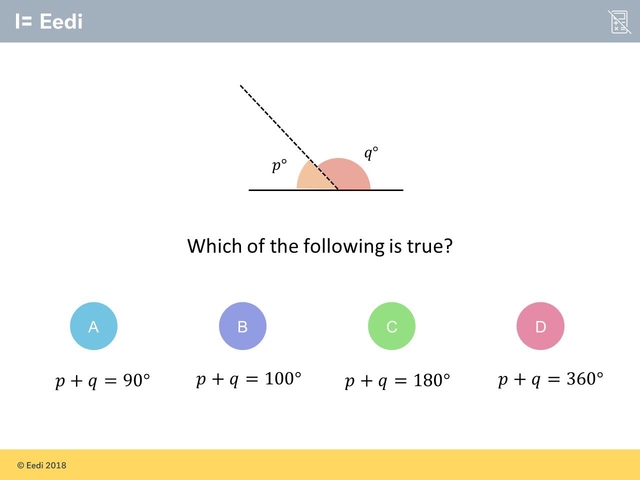 Eedi
p°
q°
Which of the following is true?
A
B
C
D
p + q = 90°
p + q = 100°
p + q = 180°
p + q = 360°
© Eedi 2018